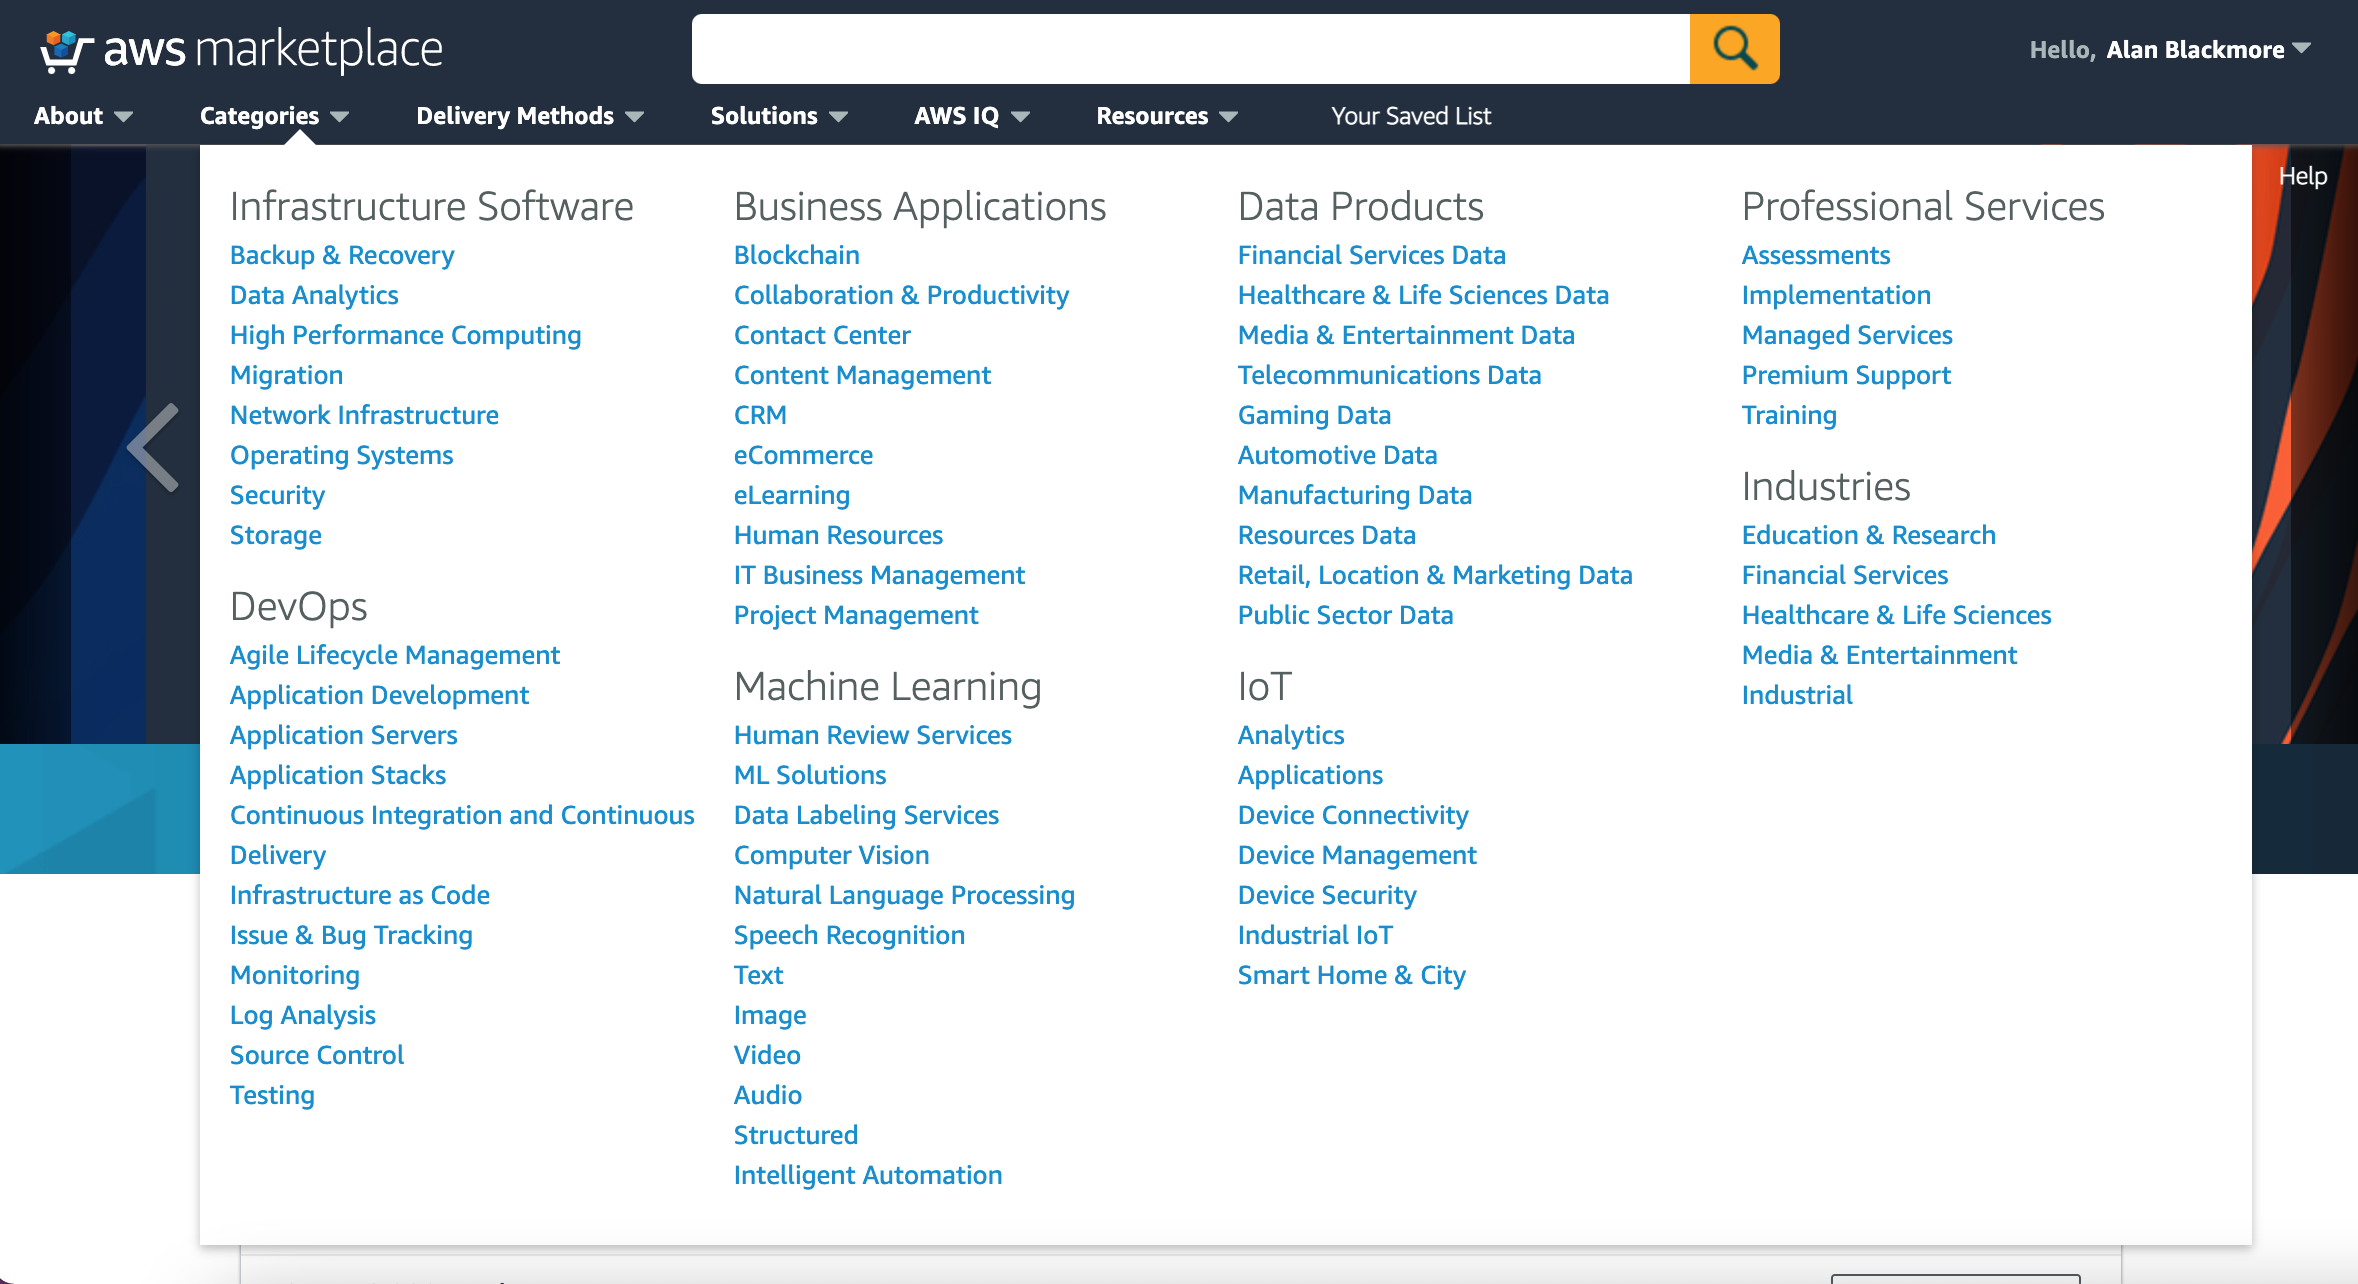 aws marketplace
Hello, Alan Blackmore
About
Categories
Delivery Methods
Solutions
AWS IQ
Resources
Your Saved List
Help
Infrastructure Software
Backup & Recovery
Data Analytics
High Performance Computing
Migration
Network Infrastructure
Operating Systems
Security
Storage
DevOps
Agile Lifecycle Management
Application Development
Application Servers
Application Stacks
Continuous Integration and Continuous
Delivery
Infrastructure as Code
Issue & Bug Tracking
Monitoring
Log Analysis
Source Control
Testing
Business Applications
Blockchain
Collaboration & Productivity
Contact Center
Content Management
CRM
eCommerce
eLearning
Human Resources
IT Business Management
Project Management
Machine Learning
Human Review Services
ML Solutions
Data Labeling Services
Computer Vision
Natural Language Processing
Speech Recognition
Text
Image
Video
Audio
Structured
Intelligent Automation
Data Products
Financial Services Data
Healthcare & Life Sciences Data
Media & Entertainment Data
Telecommunications Data
Gaming Data
Automotive Data
Manufacturing Data
Resources Data
Retail, Location & Marketing Data
Public Sector Data
IoT
Analytics
Applications
Device Connectivity
Device Management
Device Security
Industrial IoT
Smart Home & City
Professional Services
Assessments
Implementation
Managed Services
Premium Support
Training
Industries
Education & Research
Financial Services
Healthcare & Life Sciences
Media & Entertainment
Industrial